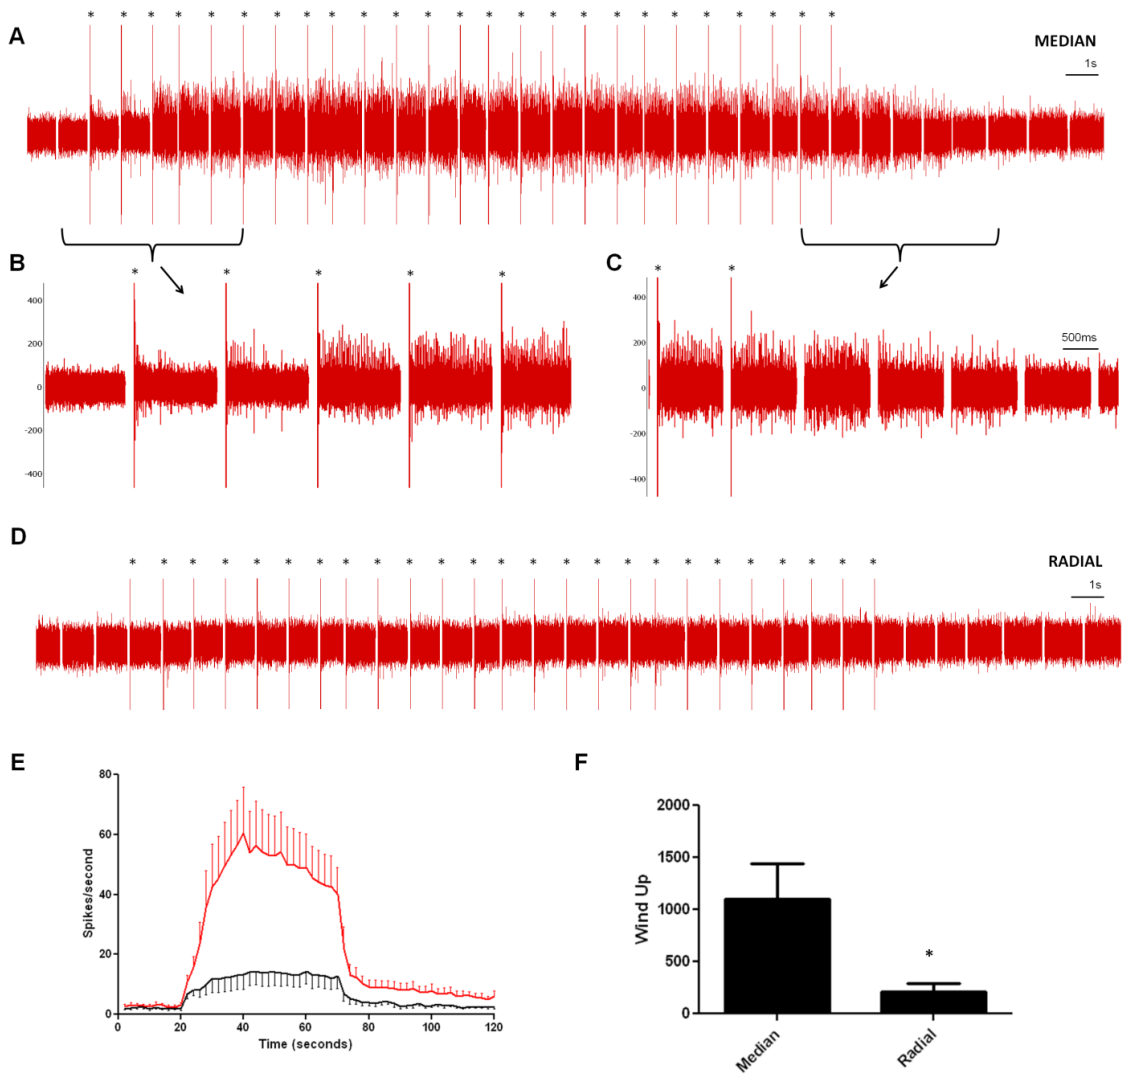 * * * * * * * * * * * * * * * * * * * * * * * * *
A
MEDIAN
1s
B
* * * * *
400
200
0
-200
-400
C
* *
400
200
0
-200
-400
500ms
D
* * * * * * * * * * * * * * * * * * * * * * * * *
RADIAL
1s
E
Spikes/second
80
60
40
20
0
0 20 40 60 80 100 120
Time (seconds)
F
Wind Up
2000
1500
1000
500
0
*
Median
Radial